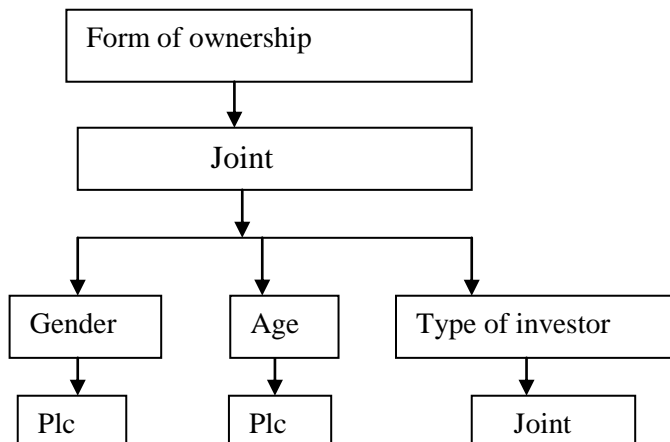 Form of ownership
Joint
Gender
Age
Type of investor
Plc
Plc
Joint